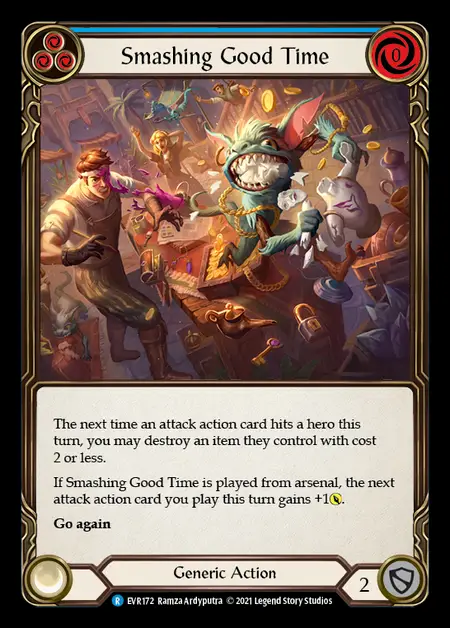 Smashing Good Time
0
The next time an attack action card hits a hero this
turn, you may destroy an item they control with cost
2 or less.
If Smashing Good Time is played from arsenal, the next
attack action card you play this turn gains +1.
Go again
Generic Action
2
R EVR172 Ramza Ardyputra © 2021 Legend Story Studios